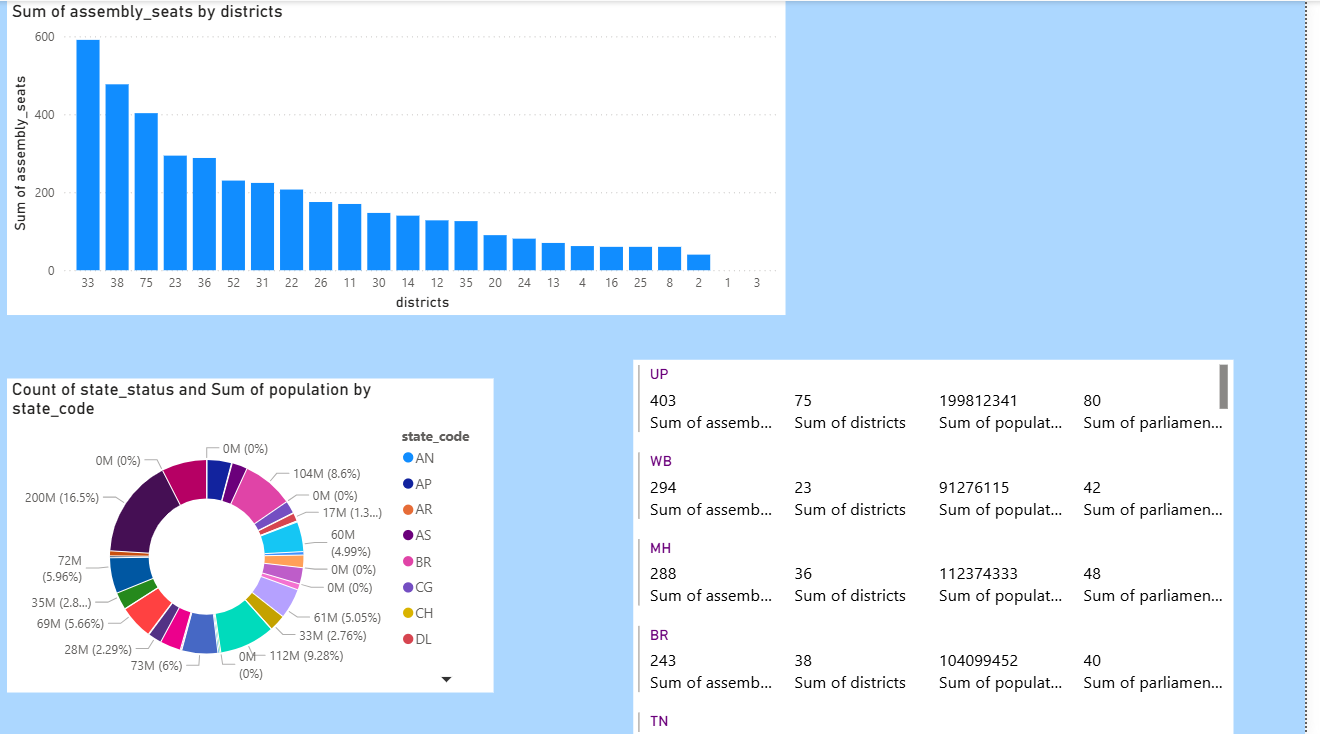 Sum of assembly_seats by districts
Sum of assembly_seats
600
400
200
0
33 38 75 23 36 52 31 22 26 11 30 14 12 35 20 24 13 4 16 25 8 2 1 3
districts
Count of state_status and Sum of population by
state_code
0M (0%)
0M (0%)
104M (8.6%)
200M (16.5%)
0M (0%)
17M (1.3...)
60M
(4.99%)
72M
(5.96%)
0M (0%)
0M (0%)
35M (2.8...)
61M (5.05%)
69M (5.66%)
33M (2.76%)
28M (2.29%)
0M
(0%)
112M (9.28%)
73M (6%)
state_code
AN
AP
AR
AS
BR
CG
CH
DL
UP
403 75 199812341 80
Sum of assemb... Sum of districts Sum of populat... Sum of parliamen...
WB
294 23 91276115 42
Sum of assemb... Sum of districts Sum of populat... Sum of parliamen...
MH
288 36 112374333 48
Sum of assemb... Sum of districts Sum of populat... Sum of parliamen...
BR
243 38 104099452 40
Sum of assemb... Sum of districts Sum of populat... Sum of parliamen...
TN